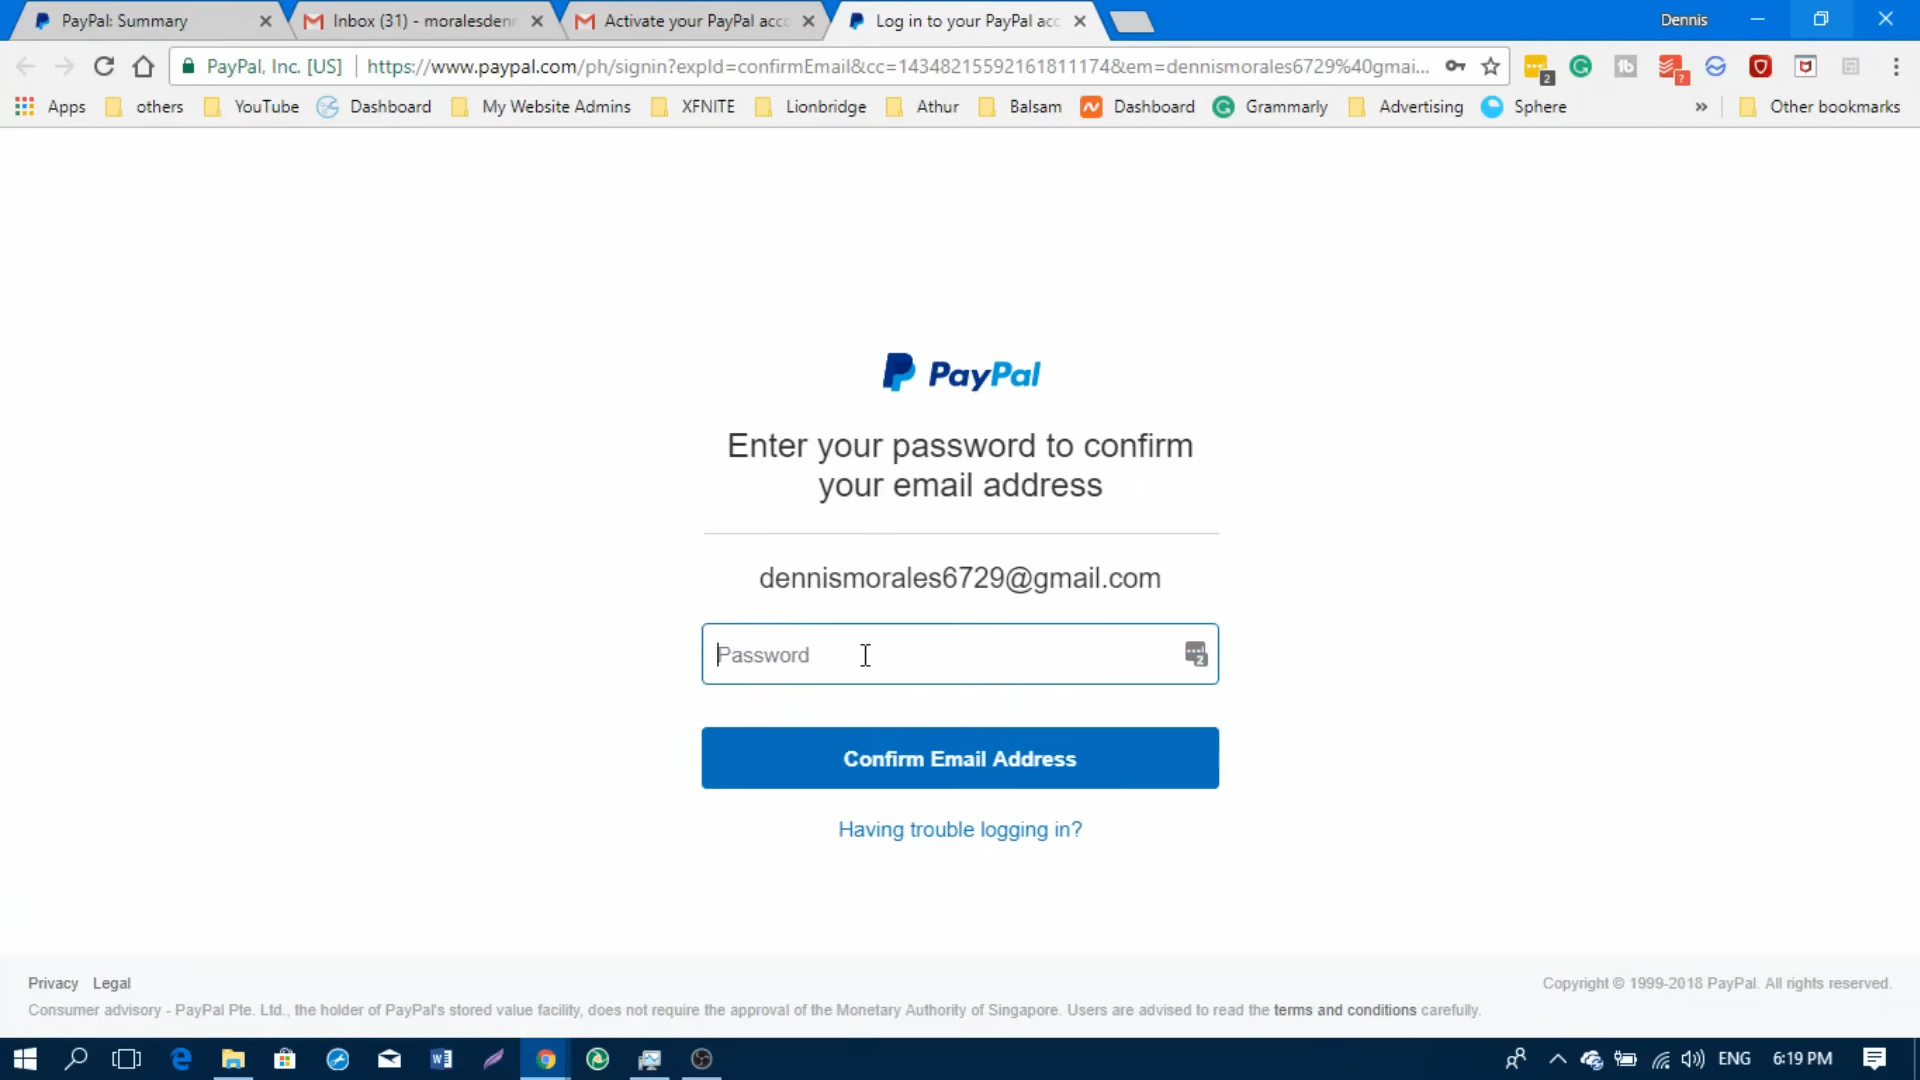 PayPal: Summary
Inbox (31) - moralesden
Activate your PayPal acc
Log in to your PayPal acc
Dennis
PayPal, Inc. [US]
https://www.paypal.com/ph/signin?expId=confirmEmail&cc=14348215592161811174&em=dennismorales6729%40gmai...
2
?
Apps
others
YouTube
Dashboard
My Website Admins
XFNITE
Lionbridge
Athur
Balsam
Dashboard
Grammarly
Advertising
Sphere
»
Other bookmarks
PayPal
Enter your password to confirm
your email address
dennismorales6729@gmail.com
Password
2
Confirm Email Address
Having trouble logging in?
Privacy Legal
Copyright © 1999-2018 PayPal. All rights reserved.
Consumer advisory - PayPal Pte. Ltd., the holder of PayPal's stored value facility, does not require the approval of the Monetary Authority of Singapore. Users are advised to read the terms and conditions carefully.
ENG
6:19 PM